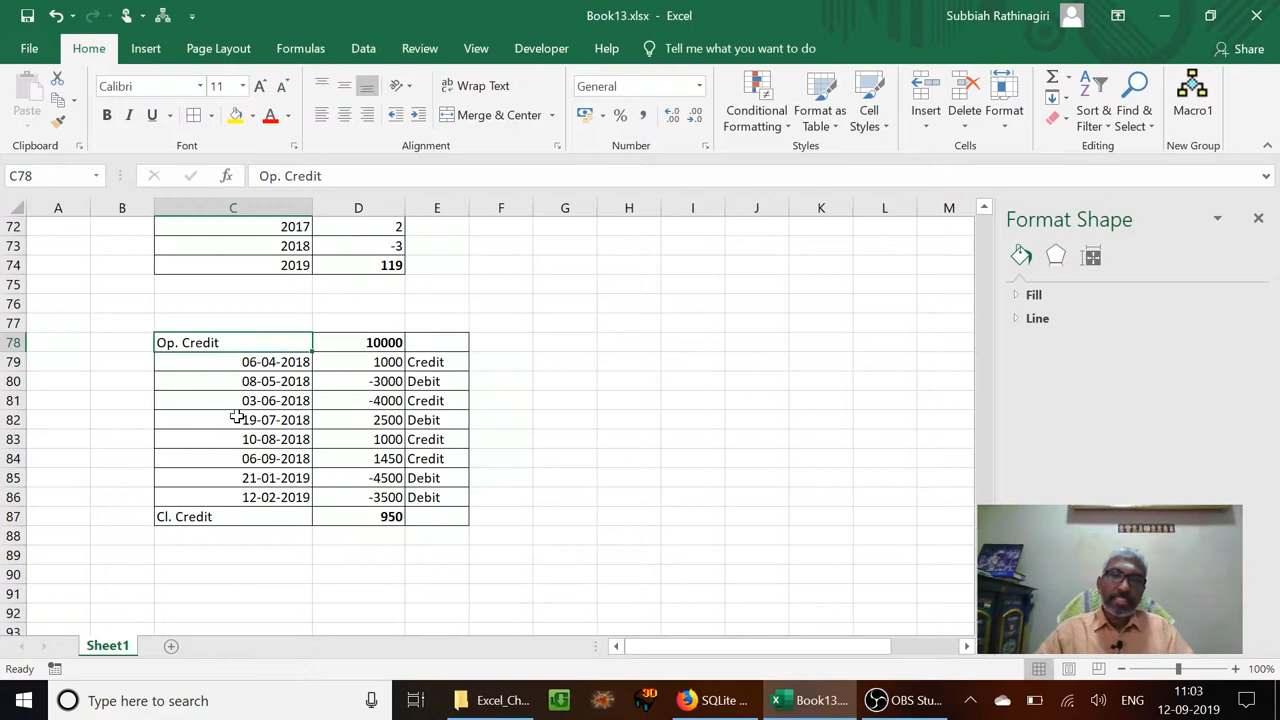 Book13.xlsx - Excel
Subbiah Rathinagiri
File Home Insert Page Layout Formulas Data Review View Developer Help Tell me what you want to do Share
Calibri 11 Wrap Text General
Paste B I U Merge & Center % Conditional Formatting Format as Table Cell Styles Insert Delete Format Sort & Filter Find & Select Macro1
Clipboard Font Alignment Number Styles Cells Editing New Group
C78 fx Op. Credit
A B C D E F G H I J K L M
72 2017 2
73 2018 -3
74 2019 119
75
76
77
78 Op. Credit 10000
79 06-04-2018 1000 Credit
80 08-05-2018 -3000 Debit
81 03-06-2018 -4000 Credit
82 19-07-2018 2500 Debit
83 10-08-2018 1000 Credit
84 06-09-2018 1450 Credit
85 21-01-2019 -4500 Debit
86 12-02-2019 -3500 Debit
87 Cl. Credit 950
88
89
90
91
92
93
Format Shape
Fill
Line
Sheet1
Ready 100%
Type here to search
Excel_Ch...
3D
SQLite ...
Book13....
OBS Stu...
ENG
11:03
12-09-2019